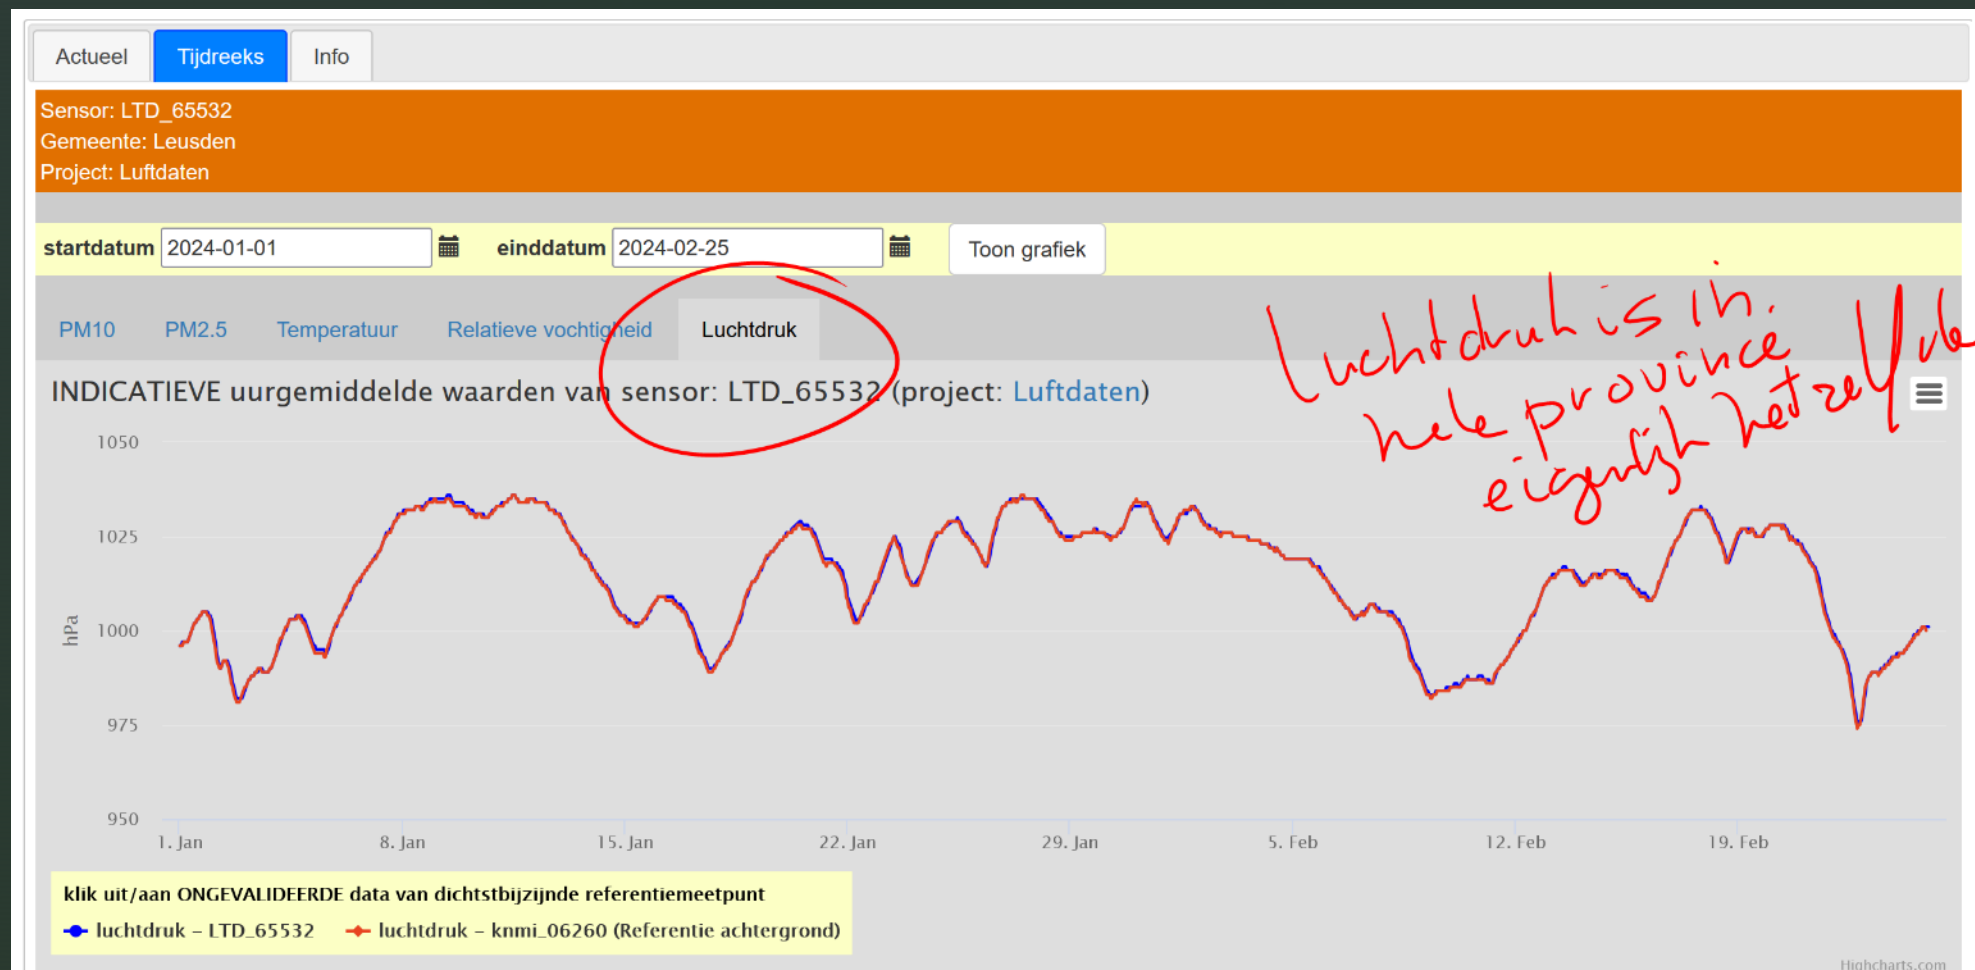 Actueel Tijdreeks Info
Sensor: LTD_65532
Gemeente: Leusden
Project: Luftdaten
startdatum 2024-01-01 einddatum 2024-02-25 Toon grafiek
PM10 PM2.5 Temperatuur Relatieve vochtigheid Luchtdruk
Luchtdruk is in
hele province
eigenlijk hetzelfde
INDICATIEVE uurgemiddelde waarden van sensor: LTD_65532 (project: Luftdaten)
1050
1025
1000
975
950
hPa
1. Jan 8. Jan 15. Jan 22. Jan 29. Jan 5. Feb 12. Feb 19. Feb
klik uit/aan ONGEVALIDEERDE data van dichtstbijzijnde referentiemeetpunt
luchtdruk – LTD_65532 luchtdruk – knmi_06260 (Referentie achtergrond)
Highcharts.com